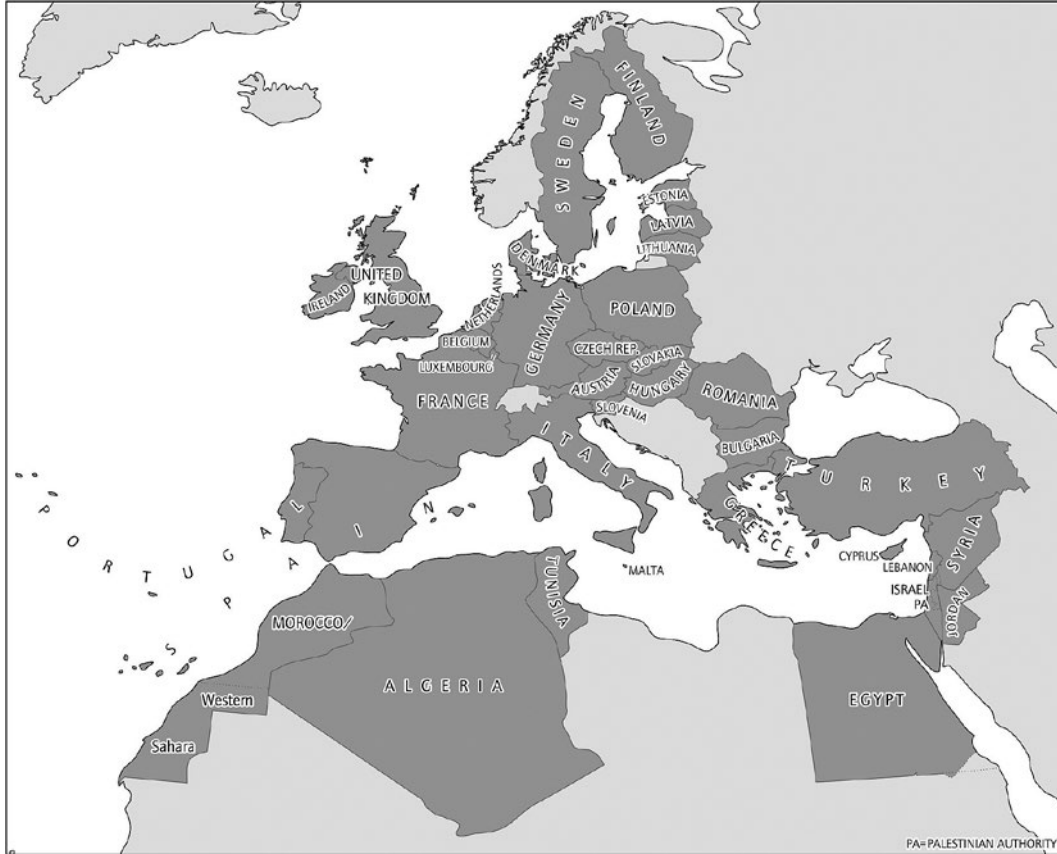 FINLAND
SWEDEN
ESTONIA
LATVIA
LITHUANIA
DENMARK
UNITED
KINGDOM
IRELAND
NETHERLANDS
POLAND
GERMANY
BELGIUM
CZECH REP.
SLOVAKIA
LUXEMBOURG
AUSTRIA
HUNGARY
FRANCE
ROMANIA
SLOVENIA
ITALY
BULGARIA
TURKEY
PORTUGAL
SPAIN
GREECE
SYRIA
CYPRUS
LEBANON
MALTA
TUNISIA
ISRAEL
PA
JORDAN
MOROCCO/
ALGERIA
Western
EGYPT
Sahara
PA=PALESTINIAN AUTHORITY